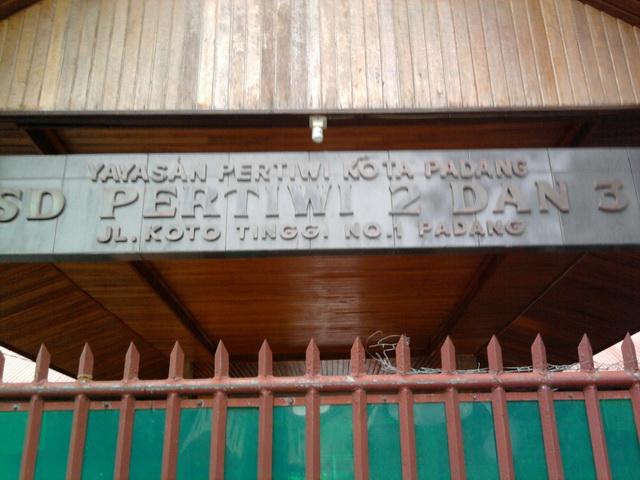 YAYASAN PERTIWI KOTA PADANG
SD PERTIWI 2 DAN 3
JL. KOTO TINGGI NO.1 PADANG